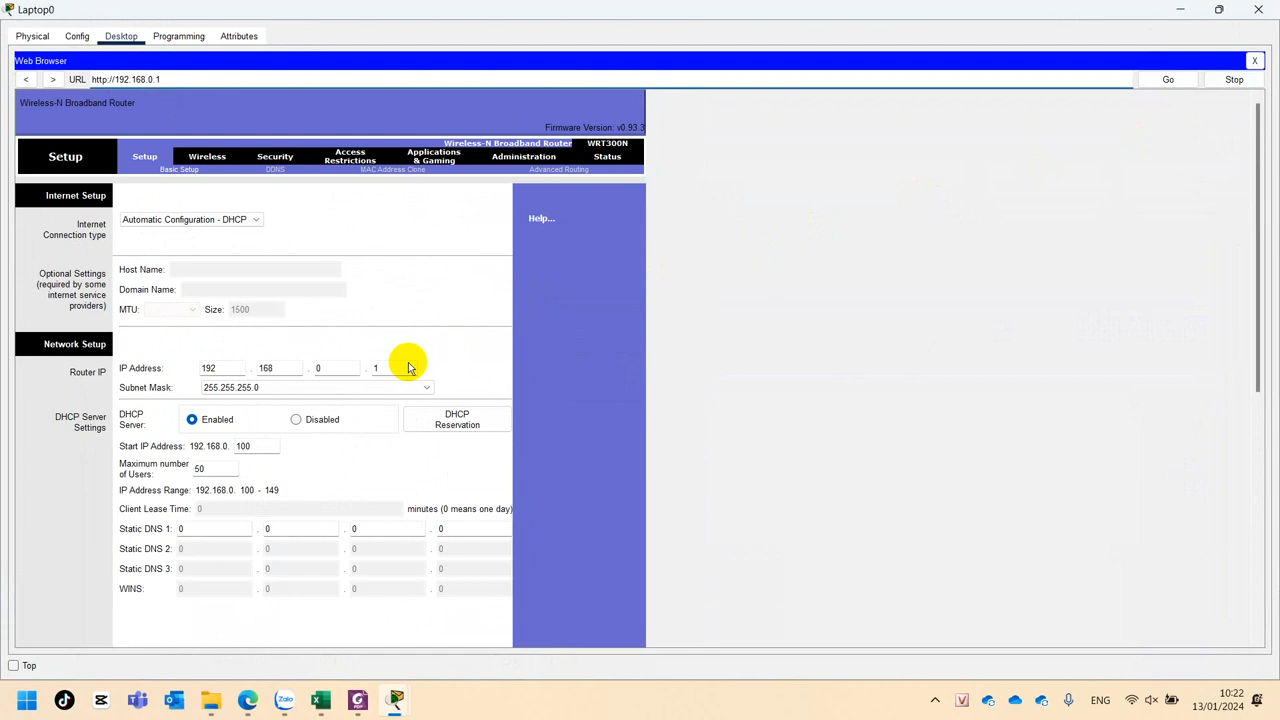 Laptop0
Physical Config Desktop Programming Attributes
Web Browser X
< > URL http://192.168.0.1 Go Stop
Wireless-N Broadband Router
Firmware Version: v0.93.3
Wireless-N Broadband Router WRT300N
Setup Setup Wireless Security Access Restrictions Applications & Gaming Administration Status
Basic Setup DDNS MAC Address Clone Advanced Routing
Internet Setup
Internet Connection type Automatic Configuration - DHCP
Help...
Optional Settings (required by some internet service providers)
Host Name:
Domain Name:
MTU: Size: 1500
Network Setup
Router IP
IP Address: 192 . 168 . 0 . 1
Subnet Mask: 255.255.255.0
DHCP Server Settings
DHCP Server: Enabled Disabled DHCP Reservation
Start IP Address: 192.168.0. 100
Maximum number of Users: 50
IP Address Range: 192.168.0. 100 - 149
Client Lease Time: 0 minutes (0 means one day)
Static DNS 1: 0 . 0 . 0 . 0
Static DNS 2: 0 . 0 . 0 . 0
Static DNS 3: 0 . 0 . 0 . 0
WINS: 0 . 0 . 0 . 0
Top
ENG 10:22
13/01/2024